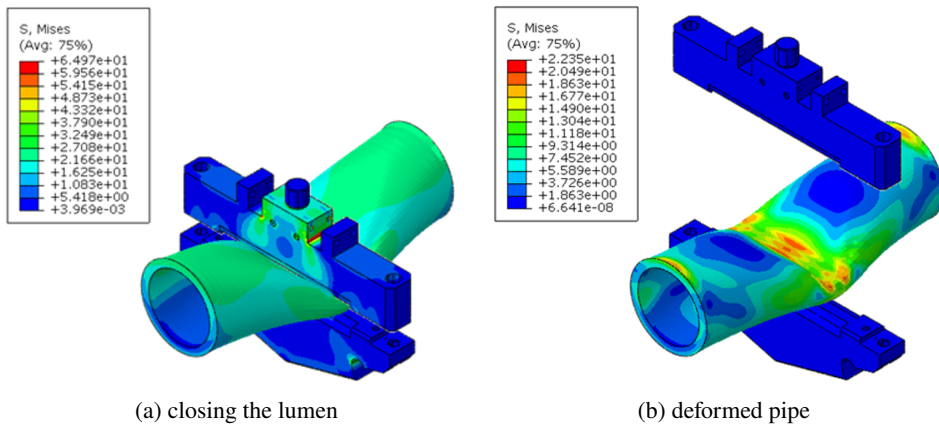 S, Mises
(Avg: 75%)
+6.497e+01
+5.956e+01
+5.415e+01
+4.873e+01
+4.332e+01
+3.790e+01
+3.249e+01
+2.708e+01
+2.166e+01
+1.625e+01
+1.083e+01
+5.418e+00
+3.969e-03
S, Mises
(Avg: 75%)
+2.235e+01
+2.049e+01
+1.863e+01
+1.677e+01
+1.490e+01
+1.304e+01
+1.118e+01
+9.314e+00
+7.452e+00
+5.589e+00
+3.726e+00
+1.863e+00
+6.641e-08
(a) closing the lumen
(b) deformed pipe